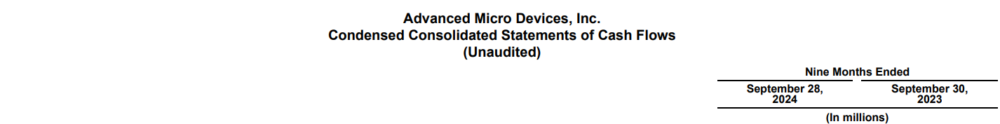 Advanced Micro Devices, Inc.
Condensed Consolidated Statements of Cash Flows
(Unaudited)
Nine Months Ended
September 28, 2024
September 30, 2023
(In millions)